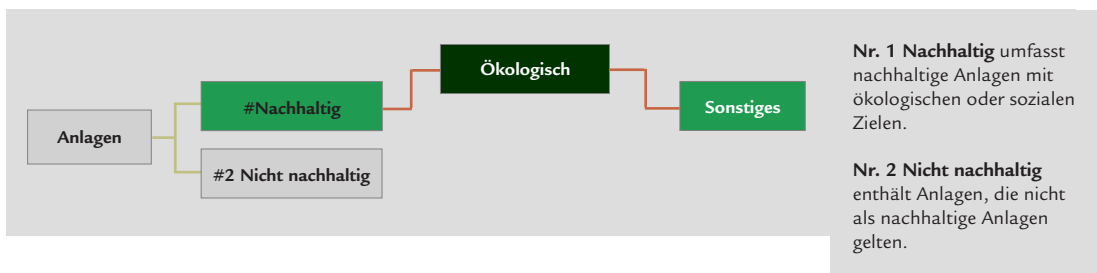 Anlagen
#Nachhaltig
#2 Nicht nachhaltig
Ökologisch
Sonstiges
Nr. 1 Nachhaltig umfasst
nachhaltige Anlagen mit
ökologischen oder sozialen
Zielen.
Nr. 2 Nicht nachhaltig
enthält Anlagen, die nicht
als nachhaltige Anlagen
gelten.